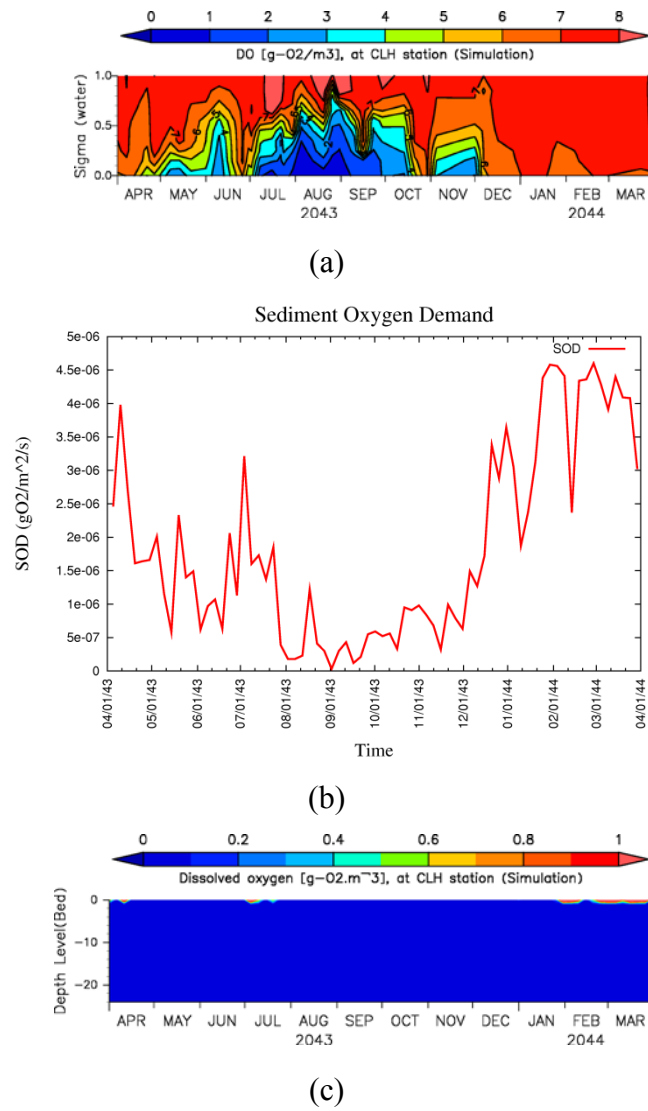 0 1 2 3 4 5 6 7 8
DO [g-O2/m3], at CLH station (Simulation)
Sigma (water)
1.0
0.5
0.0
APR MAY JUN JUL AUG SEP OCT NOV DEC JAN FEB MAR
2043 2044
(a)
Sediment Oxygen Demand
SOD
SOD (gO2/m^2/s)
5e-06
4.5e-06
4e-06
3.5e-06
3e-06
2.5e-06
2e-06
1.5e-06
1e-06
5e-07
0
04/01/43 05/01/43 06/01/43 07/01/43 08/01/43 09/01/43 10/01/43 11/01/43 12/01/43 01/01/44 02/01/44 03/01/44 04/01/44
Time
(b)
0 0.2 0.4 0.6 0.8 1
Dissolved oxygen [g-O2.m^-3], at CLH station (Simulation)
Depth Level(Bed)
0
-10
-20
APR MAY JUN JUL AUG SEP OCT NOV DEC JAN FEB MAR
2043 2044
(c)